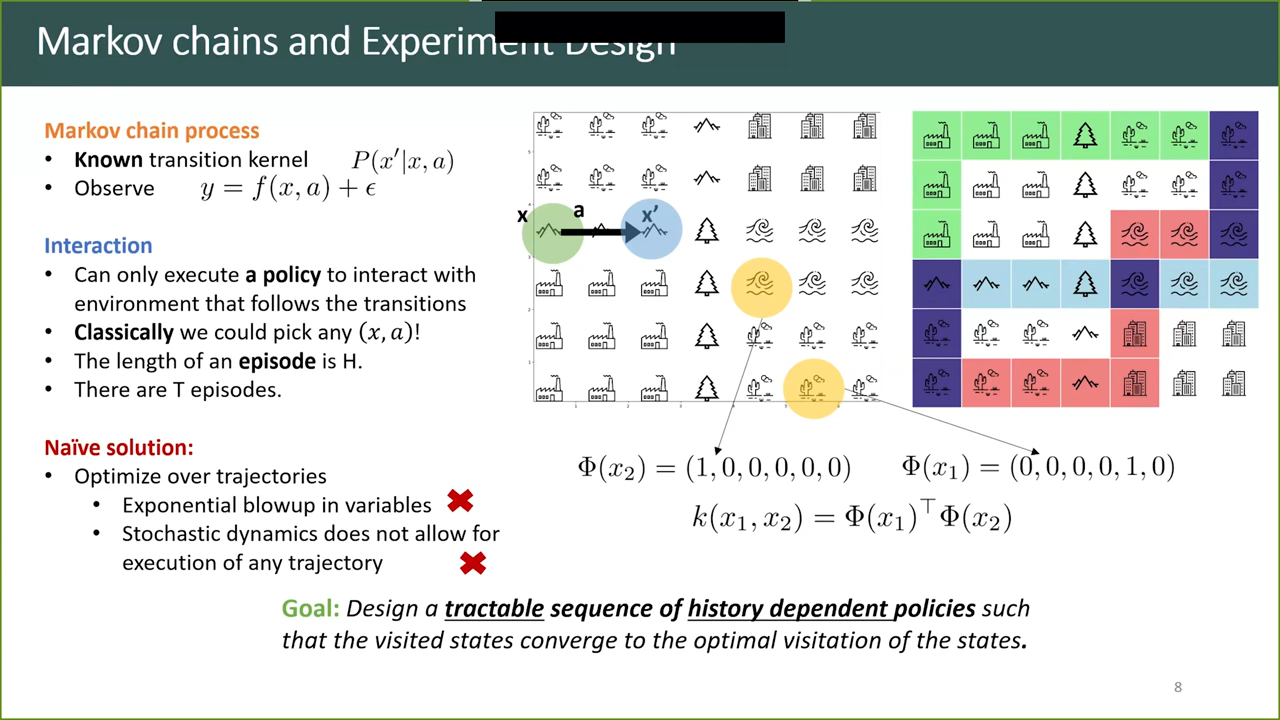 Markov chains and Experiment Design
Markov chain process
• Known transition kernel P(x′|x, a)
• Observe y = f(x, a) + ϵ
Interaction
• Can only execute a policy to interact with
environment that follows the transitions
• Classically we could pick any (x, a)!
• The length of an episode is H.
• There are T episodes.
Naïve solution:
• Optimize over trajectories
• Exponential blowup in variables
• Stochastic dynamics does not allow for
execution of any trajectory
x a x’
Φ(x₂) = (1, 0, 0, 0, 0, 0) Φ(x₁) = (0, 0, 0, 0, 1, 0)
k(x₁, x₂) = Φ(x₁)⊤Φ(x₂)
Goal: Design a tractable sequence of history dependent policies such
that the visited states converge to the optimal visitation of the states.
8